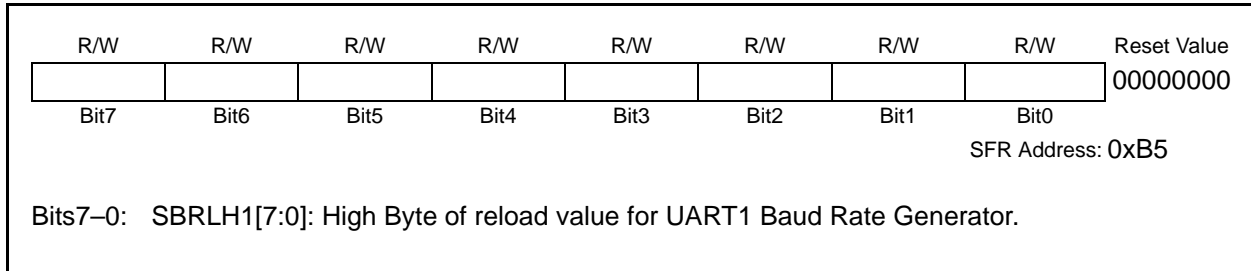 R/W R/W R/W R/W R/W R/W R/W R/W Reset Value
00000000
Bit7 Bit6 Bit5 Bit4 Bit3 Bit2 Bit1 Bit0
SFR Address: 0xB5
Bits7–0: SBRLH1[7:0]: High Byte of reload value for UART1 Baud Rate Generator.